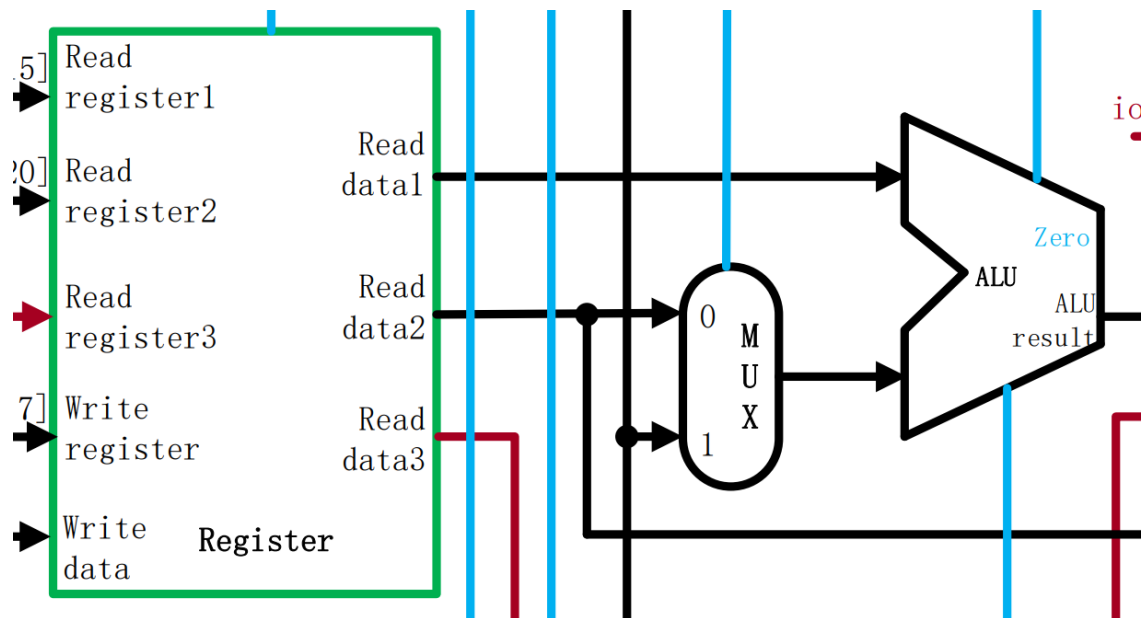 5]
Read
register1
20]
Read
register2
Read
register3
7]
Write
register
Write
data
Register
Read
data1
Read
data2
Read
data3
0
1
M
U
X
ALU
Zero
ALU
result
io